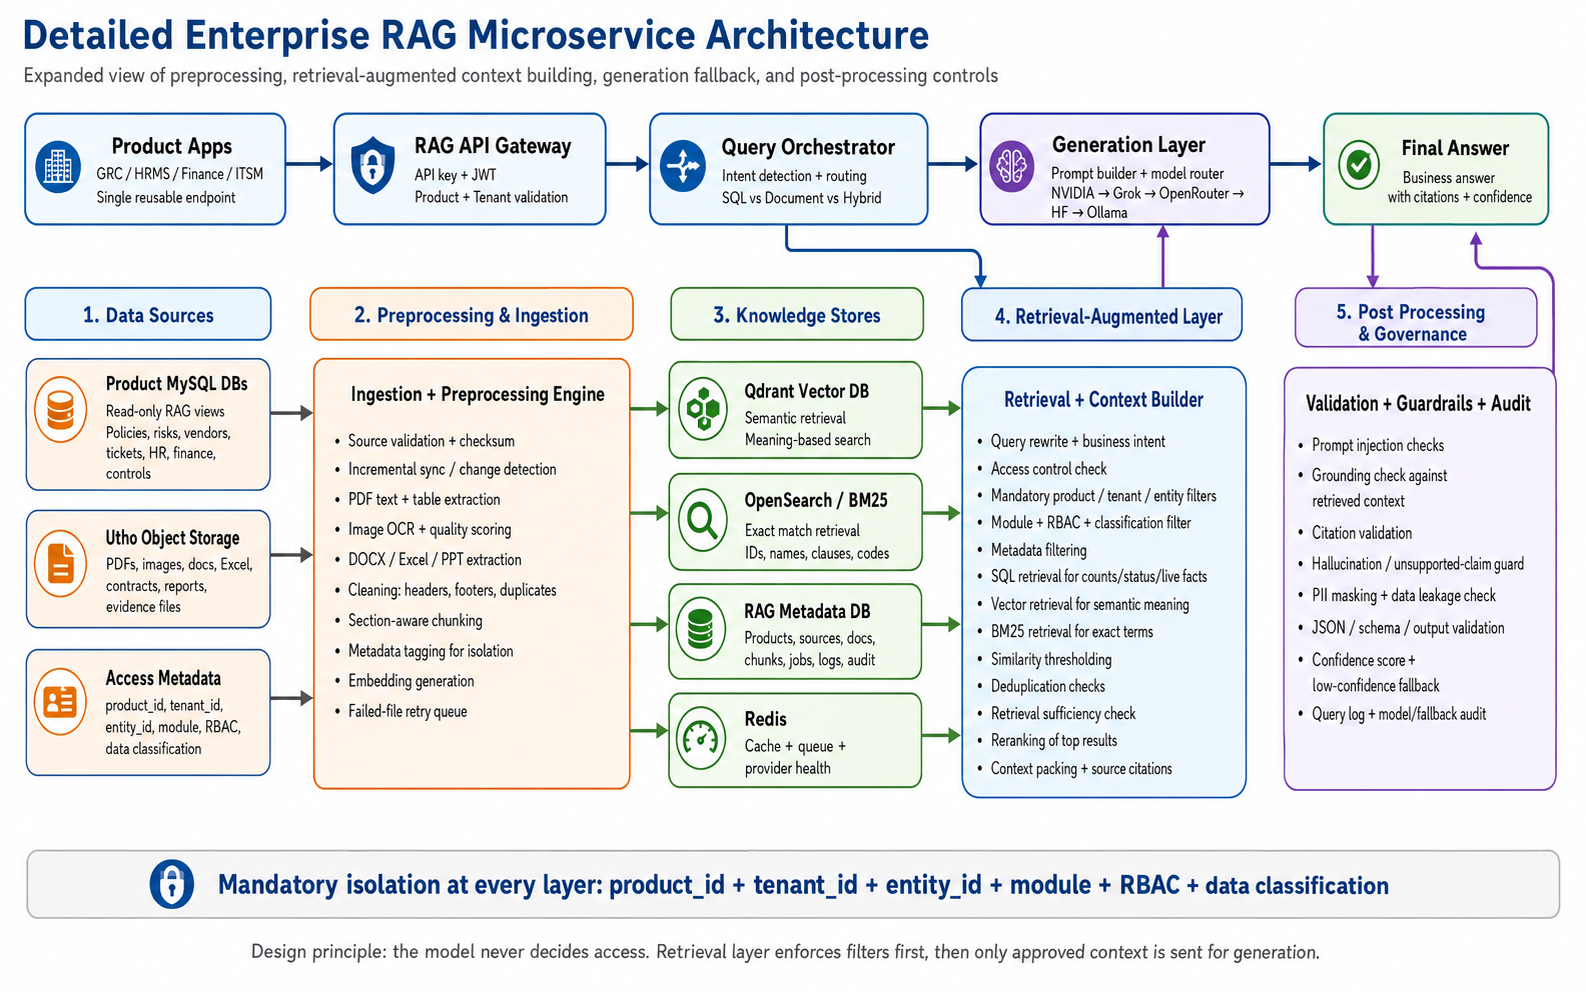 Detailed Enterprise RAG Microservice Architecture
Expanded view of preprocessing, retrieval-augmented context building, generation fallback, and post-processing controls
Product Apps
GRC / HRMS / Finance / ITSM
Single reusable endpoint
RAG API Gateway
API key + JWT
Product + Tenant validation
Query Orchestrator
Intent detection + routing
SQL vs Document vs Hybrid
Generation Layer
Prompt builder + model router
NVIDIA → Grok → OpenRouter →
HF → Ollama
Final Answer
Business answer
with citations + confidence
1. Data Sources
Product MySQL DBs
Read-only RAG views
Policies, risks, vendors,
tickets, HR, finance,
controls
Utho Object Storage
PDFs, images, docs, Excel,
contracts, reports,
evidence files
Access Metadata
product_id, tenant_id,
entity_id, module, RBAC,
data classification
2. Preprocessing & Ingestion
Ingestion + Preprocessing Engine
• Source validation + checksum
• Incremental sync / change detection
• PDF text + table extraction
• Image OCR + quality scoring
• DOCX / Excel / PPT extraction
• Cleaning: headers, footers, duplicates
• Section-aware chunking
• Metadata tagging for isolation
• Embedding generation
• Failed-file retry queue
3. Knowledge Stores
Qdrant Vector DB
Semantic retrieval
Meaning-based search
OpenSearch / BM25
Exact match retrieval
IDs, names, clauses, codes
RAG Metadata DB
Products, sources, docs,
chunks, jobs, logs, audit
Redis
Cache + queue +
provider health
4. Retrieval-Augmented Layer
Retrieval + Context Builder
• Query rewrite + business intent
• Access control check
• Mandatory product / tenant / entity filters
• Module + RBAC + classification filter
• Metadata filtering
• SQL retrieval for counts/status/live facts
• Vector retrieval for semantic meaning
• BM25 retrieval for exact terms
• Similarity thresholding
• Deduplication checks
• Retrieval sufficiency check
• Reranking of top results
• Context packing + source citations
5. Post Processing
& Governance
Validation + Guardrails + Audit
• Prompt injection checks
• Grounding check against
retrieved context
• Citation validation
• Hallucination / unsupported-claim guard
• PII masking + data leakage check
• JSON / schema / output validation
• Confidence score +
low-confidence fallback
• Query log + model/fallback audit
Mandatory isolation at every layer: product_id + tenant_id + entity_id + module + RBAC + data classification
Design principle: the model never decides access. Retrieval layer enforces filters first, then only approved context is sent for generation.